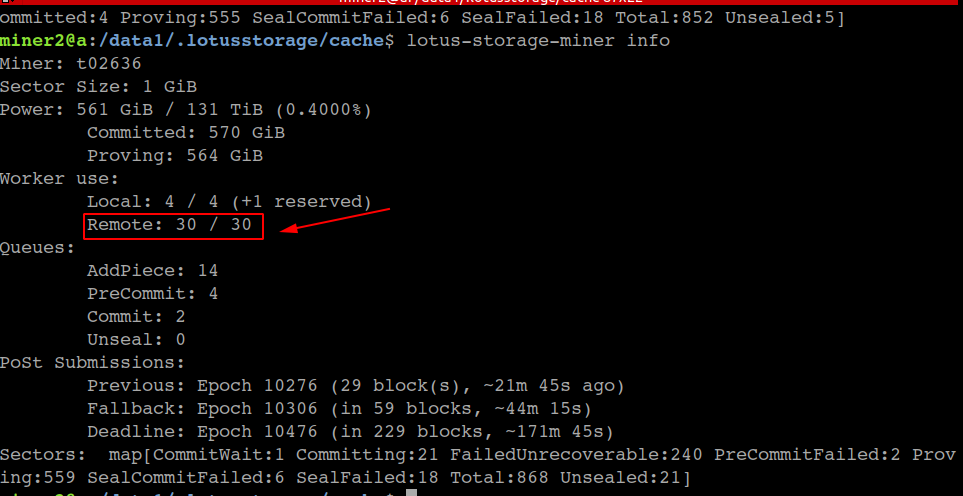 ommitted:4 Proving:555 SealCommitFailed:6 SealFailed:18 Total:852 Unsealed:5]
miner2@a:/data1/.lotusstorage/cache$ lotus-storage-miner info
Miner: t02636
Sector Size: 1 GiB
Power: 561 GiB / 131 TiB (0.4000%)
Committed: 570 GiB
Proving: 564 GiB
Worker use:
Local: 4 / 4 (+1 reserved)
Remote: 30 / 30
Queues:
AddPiece: 14
PreCommit: 4
Commit: 2
Unseal: 0
PoSt Submissions:
Previous: Epoch 10276 (29 block(s), ~21m 45s ago)
Fallback: Epoch 10306 (in 59 blocks, ~44m 15s)
Deadline: Epoch 10476 (in 229 blocks, ~171m 45s)
Sectors:  map[CommitWait:1 Committing:21 FailedUnrecoverable:240 PreCommitFailed:2 Prov
ing:559 SealCommitFailed:6 SealFailed:18 Total:868 Unsealed:21]